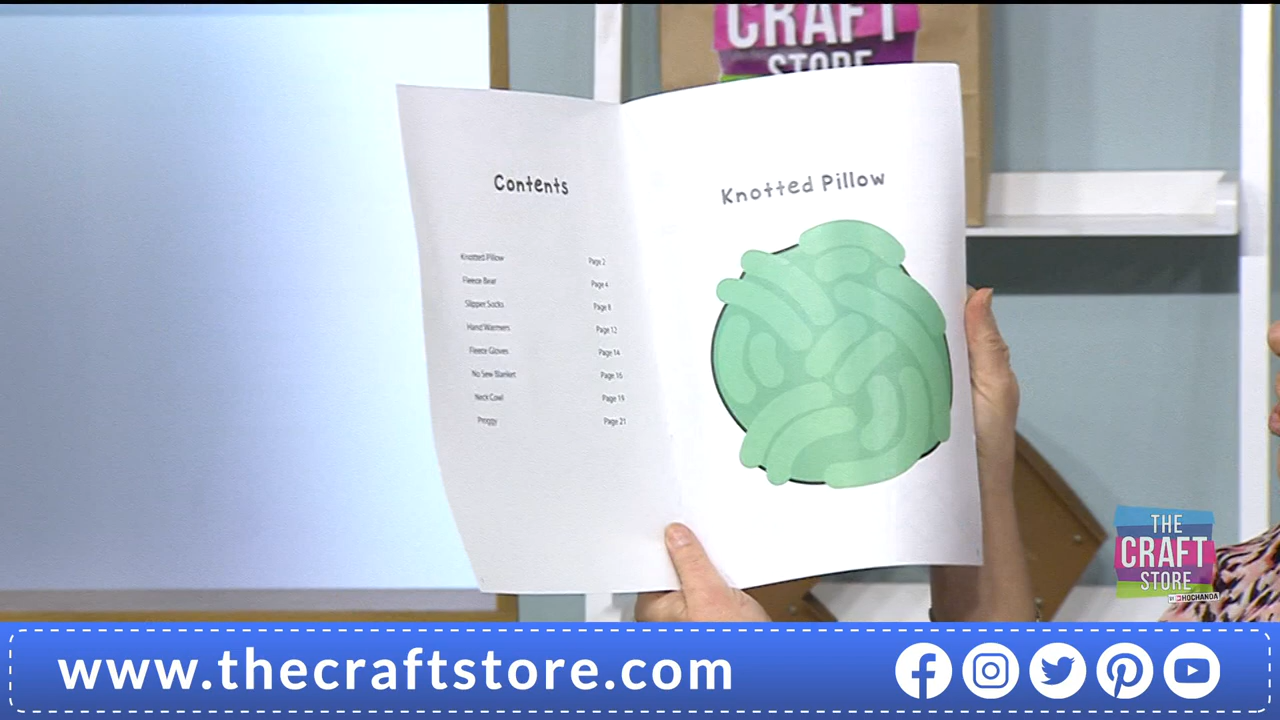 CRAFT
STORE
Contents
Knotted Pillow Page 2
Fleece Bear Page 4
Slipper Socks Page 8
Hand Warmers Page 12
Fleece Gloves Page 14
No Sew Blanket Page 16
Neck Cowl Page 19
Proggy Page 21
Knotted Pillow
THE
CRAFT
STORE
BY HOCHANDA
www.thecraftstore.com